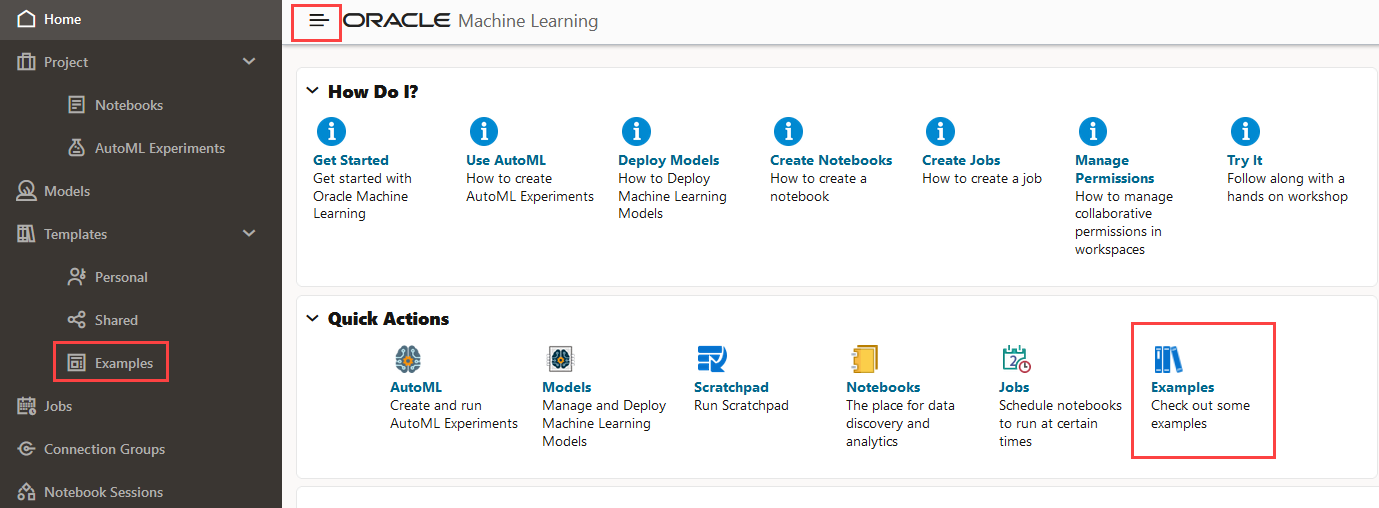 Home
Project
Notebooks
AutoML Experiments
Models
Templates
Personal
Shared
Examples
Jobs
Connection Groups
Notebook Sessions
ORACLE Machine Learning
How Do I?
Get Started
Get started with
Oracle Machine
Learning
Use AutoML
How to create
AutoML Experiments
Deploy Models
How to Deploy
Machine Learning
Models
Create Notebooks
How to create a
notebook
Create Jobs
How to create a job
Manage
Permissions
How to manage
collaborative
permissions in
workspaces
Try It
Follow along with a
hands on workshop
Quick Actions
AutoML
Create and run
AutoML Experiments
Models
Manage and Deploy
Machine Learning
Models
Scratchpad
Run Scratchpad
Notebooks
The place for data
discovery and
analytics
2
Jobs
Schedule notebooks
to run at certain
times
Examples
Check out some
examples